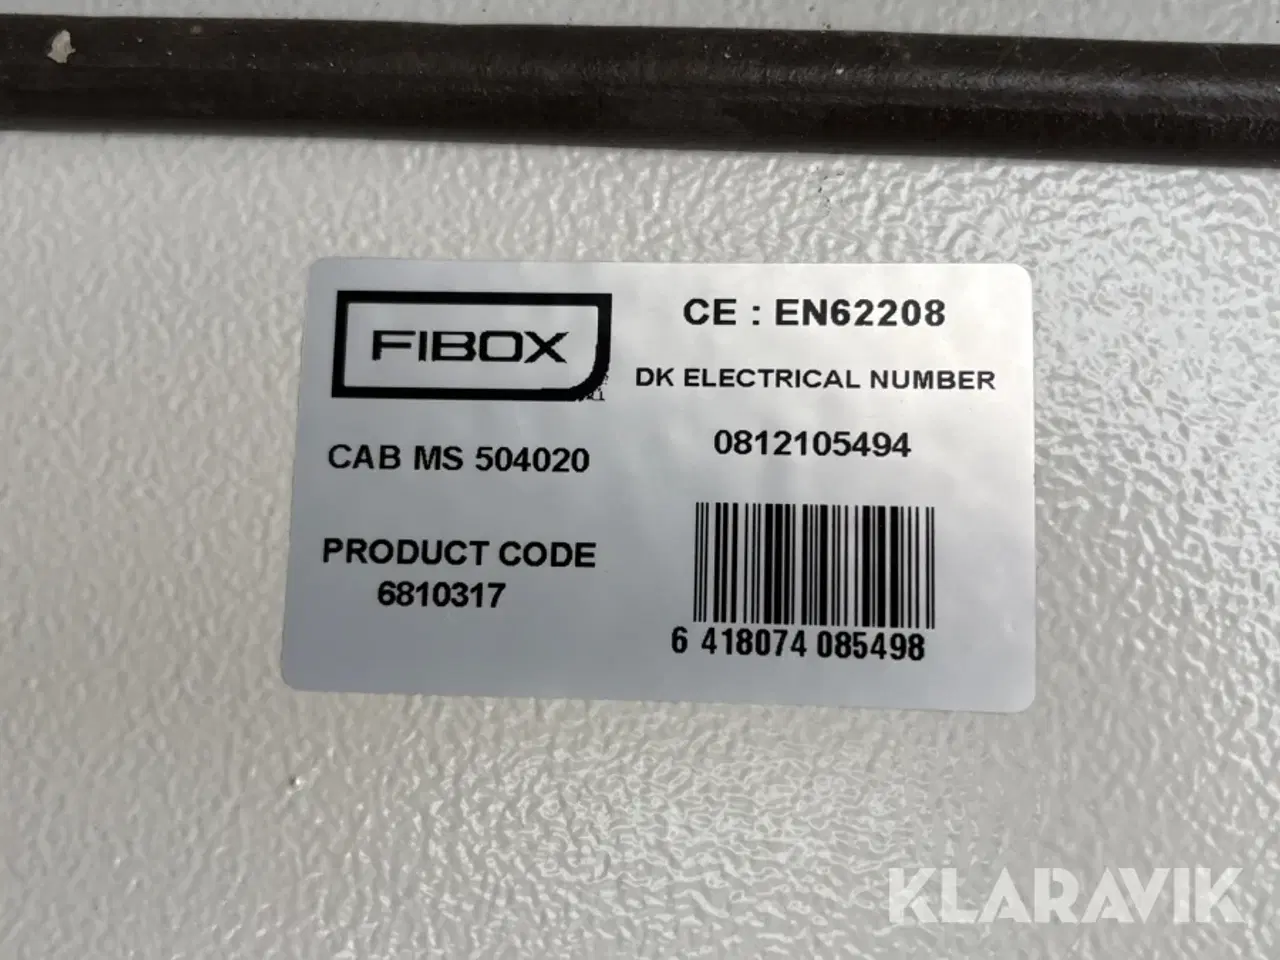 FIBOX
CAB MS 504020
PRODUCT CODE
6810317
CE : EN62208
DK ELECTRICAL NUMBER
0812105494
6 418074 085498
KLARAVIK